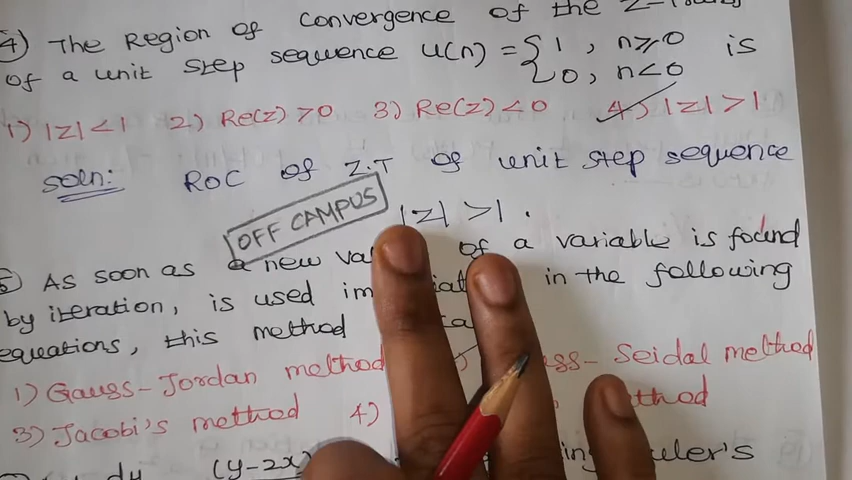 4) The Region of Convergence of the Z-
of a unit step sequence u(n) = { 1, n≥0 is
0, n<0
1) |z|<1 2) Re(z)>0 3) Re(z)<0 4) |z|>1
soln: ROC of Z.T of unit step sequence
|z| >1.
OFF CAMPUS
As soon as a new of a variable is found
by iteration, is used in the following
equations, this method
1) Gauss-Jordan method Seidal method
3) Jacobi's method 4)
(y-2x)